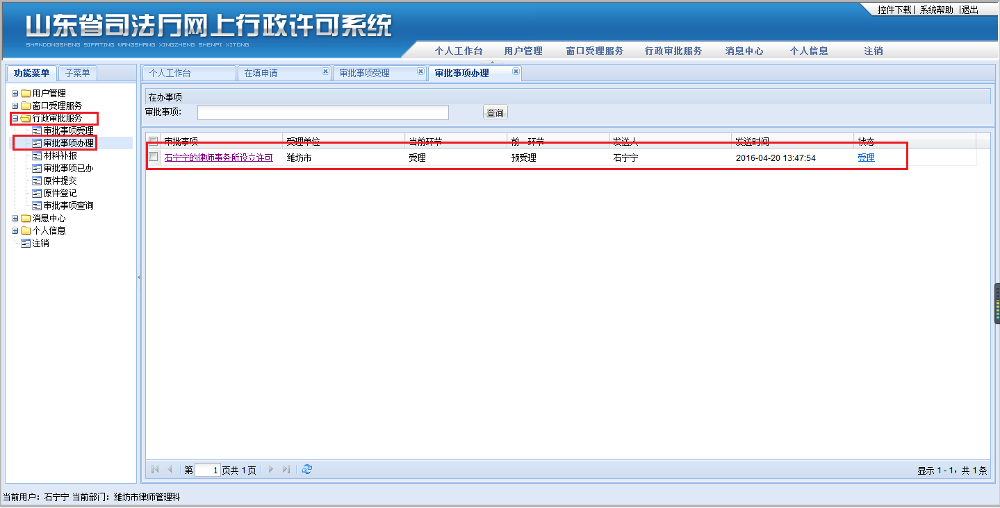 控件下载| 系统帮助 |退出
山东省司法厅网上行政许可系统
SHANDONGSHENG SIFATING WANGSHANG XINGZHENG SHENPI XITONG
个人工作台 用户管理 窗口受理服务 行政审批服务 消息中心 个人信息 注销
功能菜单 子菜单
个人工作台 在填申请 审批事项受理 审批事项办理
用户管理
窗口受理服务
行政审批服务
审批事项受理
审批事项办理
材料补报
审批事项已办
原件提交
原件登记
审批事项查询
消息中心
个人信息
注销
在办事项
审批事项: 查询
审批事项 受理单位 当前环节 前一环节 发送人 发送时间 状态
石宁宁的律师事务所设立许可 潍坊市 受理 预受理 石宁宁 2016-04-20 13:47:54 受理
第 1 页共 1 页
显示 1 - 1，共 1 条
当前用户：石宁宁 当前部门：潍坊市律师管理科